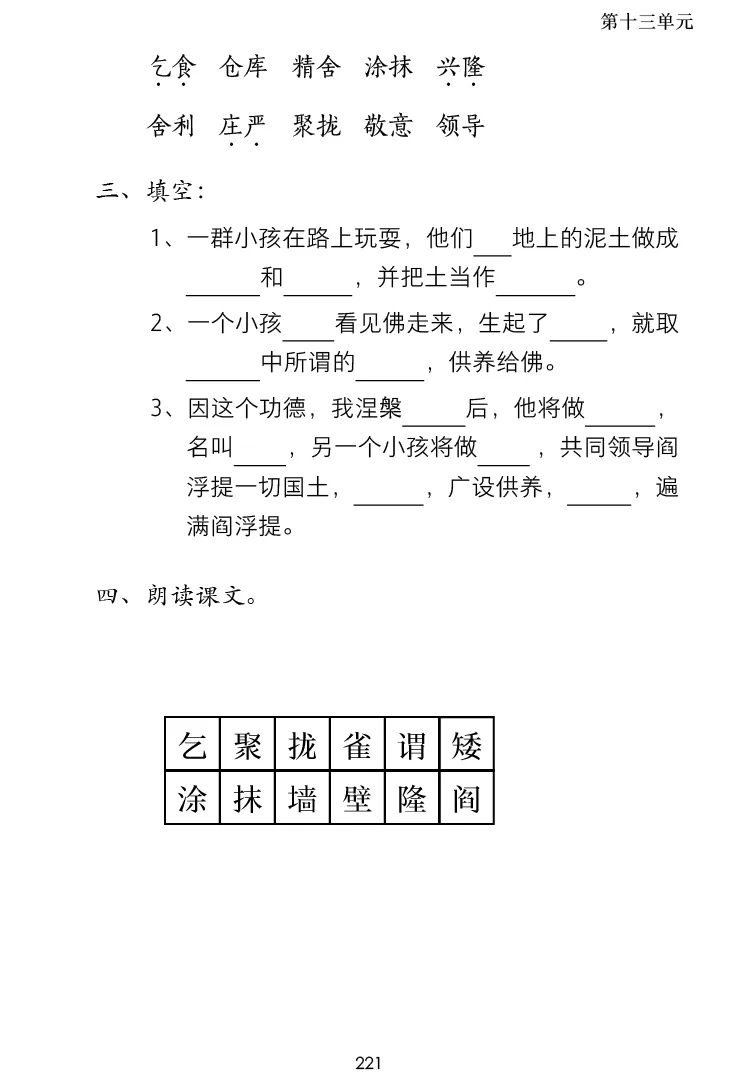 第十三单元
乞食 仓库 精舍 涂抹 兴隆
舍利 庄严 聚拢 敬意 领导
三、填空：
1、一群小孩在路上玩耍，他们___地上的泥土做成
______和______，并把土当作______。
2、一个小孩____看见佛走来，生起了____，就取
______中所谓的______，供养给佛。
3、因这个功德，我涅槃_____后，他将做______，
名叫____，另一个小孩将做____，共同领导阎
浮提一切国土，______，广设供养，_____，遍
满阎浮提。
四、朗读课文。
乞 聚 拢 雀 谓 矮
涂 抹 墙 壁 隆 阎
221